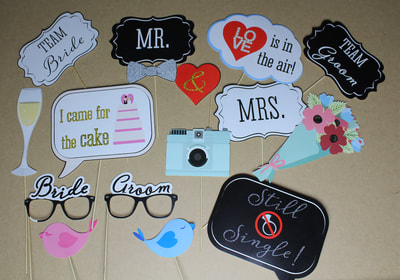 TEAM
Bride
MR.
LOVE
is in
the air!
TEAM
Groom
&
I came for
the cake
MRS.
Bride
Groom
Still
Single!